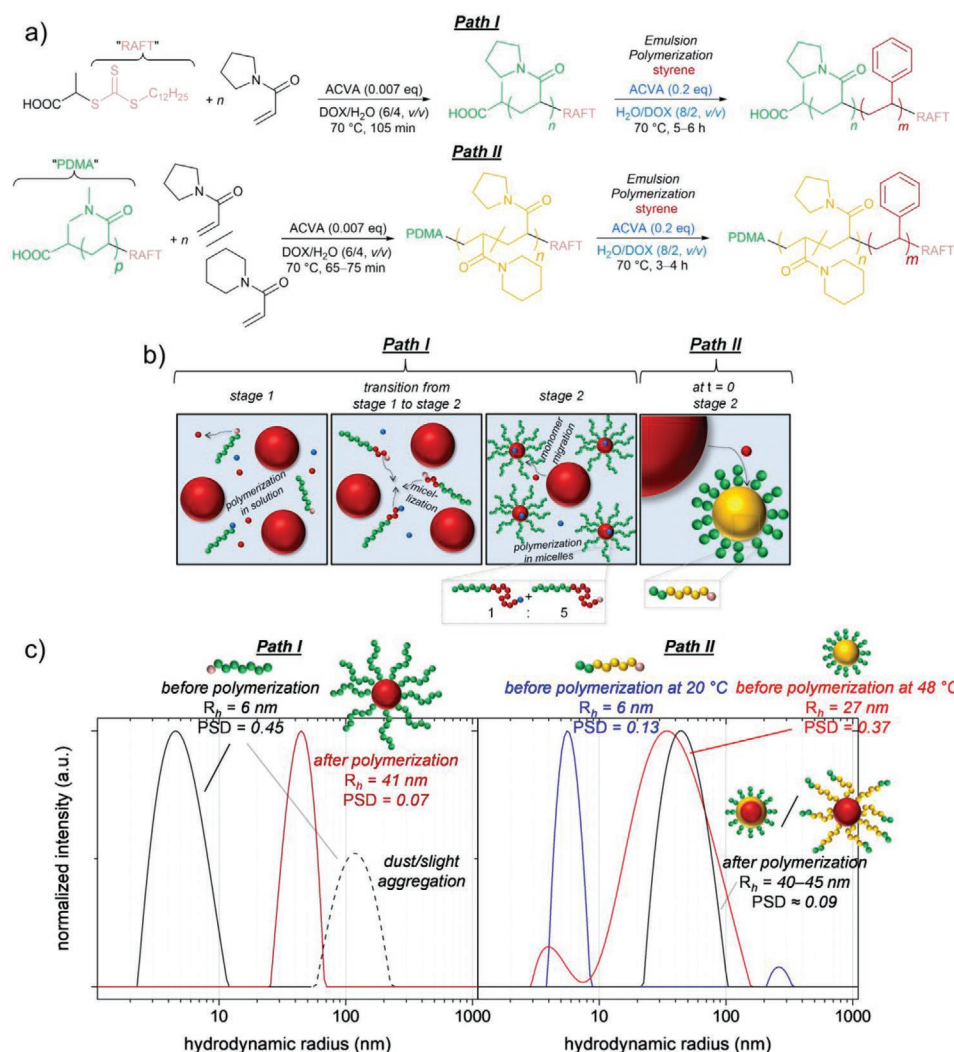 a)
Path I
"RAFT"
HOOC
S
S
S
C12H25
+ n
N
O
ACVA (0.007 eq)
DOX/H2O (6/4, v/v)
70 °C, 105 min
N
O
HOOC
n
RAFT
Emulsion
Polymerization
styrene
ACVA (0.2 eq)
H2O/DOX (8/2, v/v)
70 °C, 5–6 h
N
O
HOOC
n
m
RAFT
Path II
"PDMA"
N
O
HOOC
p
RAFT
+ n
N
O
N
O
ACVA (0.007 eq)
DOX/H2O (6/4, v/v)
70 °C, 65–75 min
N
O
PDMA
n
RAFT
O
N
Emulsion
Polymerization
styrene
ACVA (0.2 eq)
H2O/DOX (8/2, v/v)
70 °C, 3–4 h
N
O
PDMA
n
m
RAFT
O
N
b)
Path I
Path II
stage 1
transition from
stage 1 to stage 2
stage 2
at t = 0
stage 2
polymerization
in solution
micel-
lization
monomer
migration
polymerization
in micelles
+
1 : 5
c)
Path I
before polymerization
Rh = 6 nm
PSD = 0.45
after polymerization
Rh = 41 nm
PSD = 0.07
dust/slight
aggregation
Path II
before polymerization at 20 °C
Rh = 6 nm
PSD = 0.13
before polymerization at 48 °C
Rh = 27 nm
PSD = 0.37
after polymerization
Rh = 40–45 nm
PSD ≈ 0.09
normalized intensity (a.u.)
10 100 1000
10 100 1000
hydrodynamic radius (nm)
hydrodynamic radius (nm)